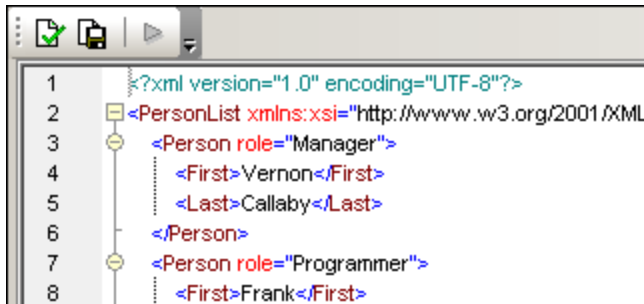 1 <?xml version="1.0" encoding="UTF-8"?>
2 <PersonList xmlns:xsi="http://www.w3.org/2001/XML
3 <Person role="Manager">
4 <First>Vernon</First>
5 <Last>Callaby</Last>
6 </Person>
7 <Person role="Programmer">
8 <First>Frank</First>